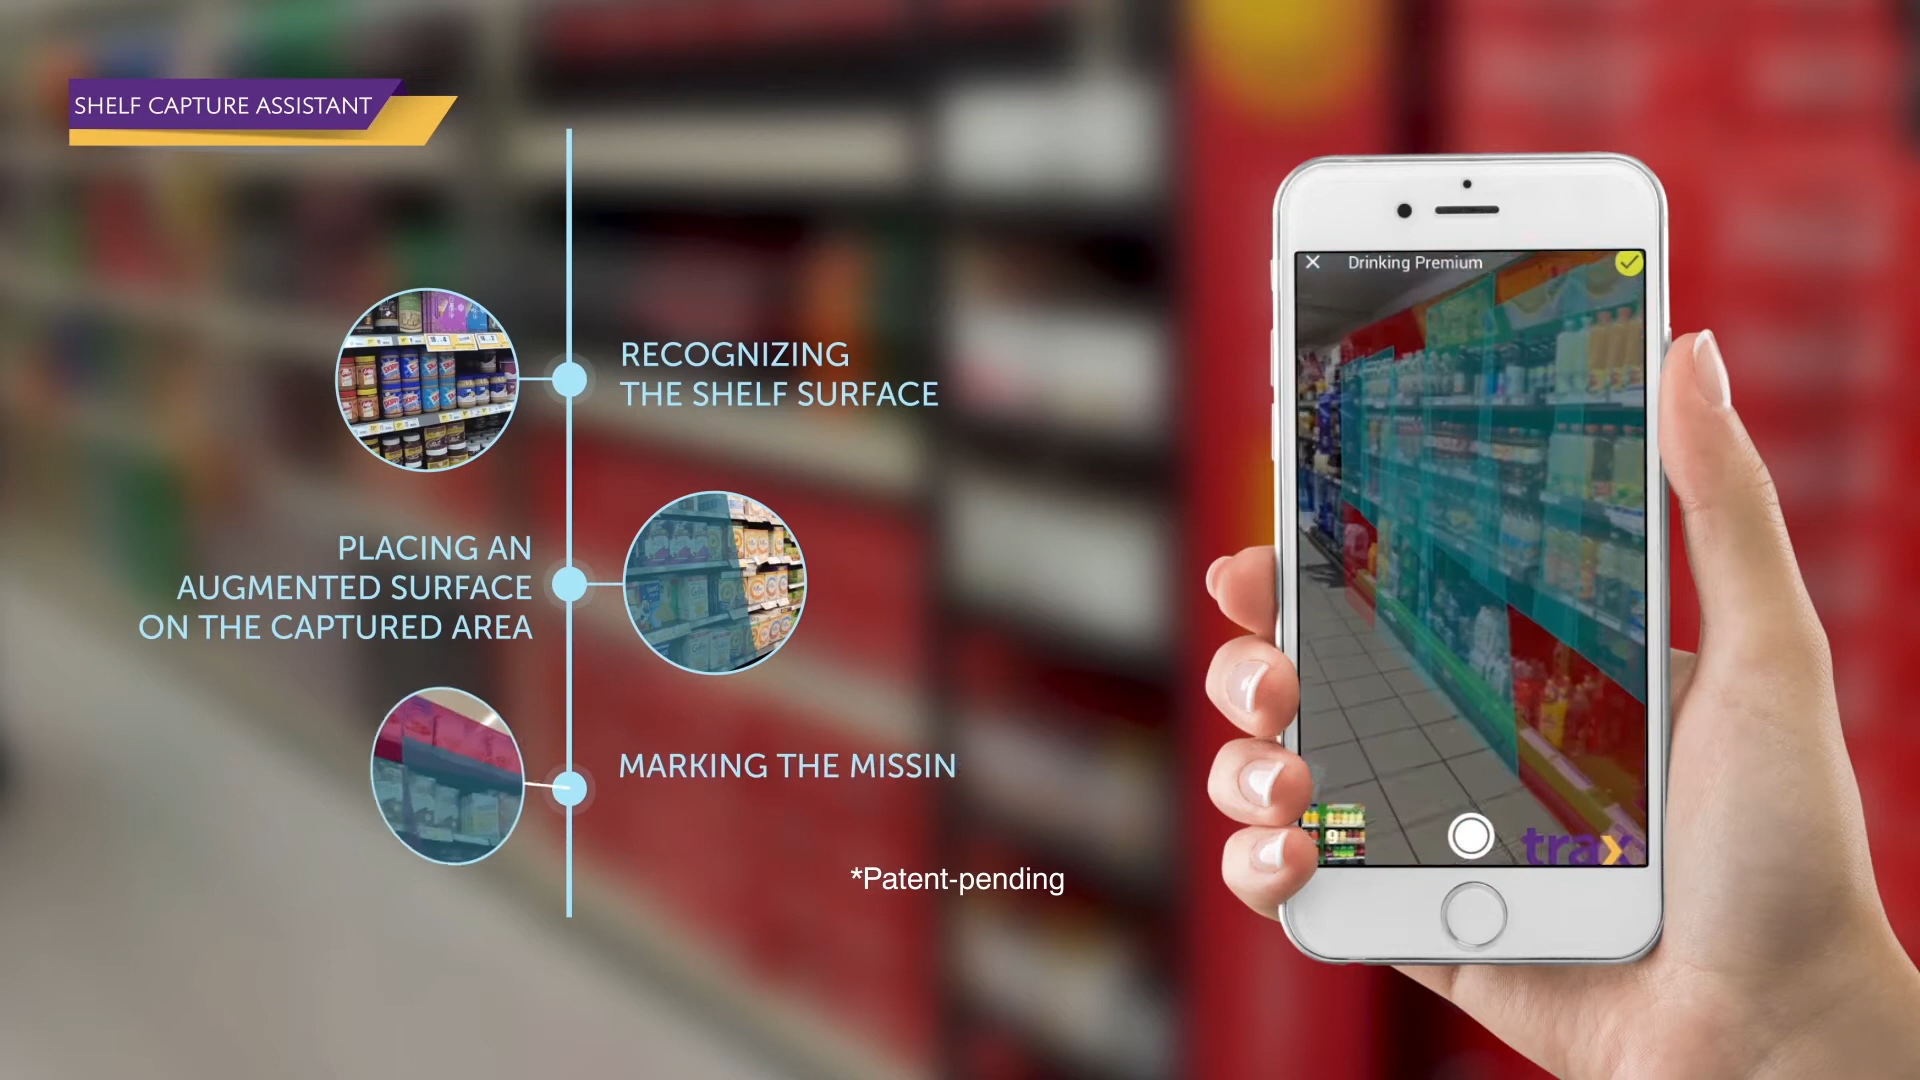 SHELF CAPTURE ASSISTANT
RECOGNIZING
THE SHELF SURFACE
PLACING AN
AUGMENTED SURFACE
ON THE CAPTURED AREA
MARKING THE MISSIN
*Patent-pending
Drinking Premium
9
trax